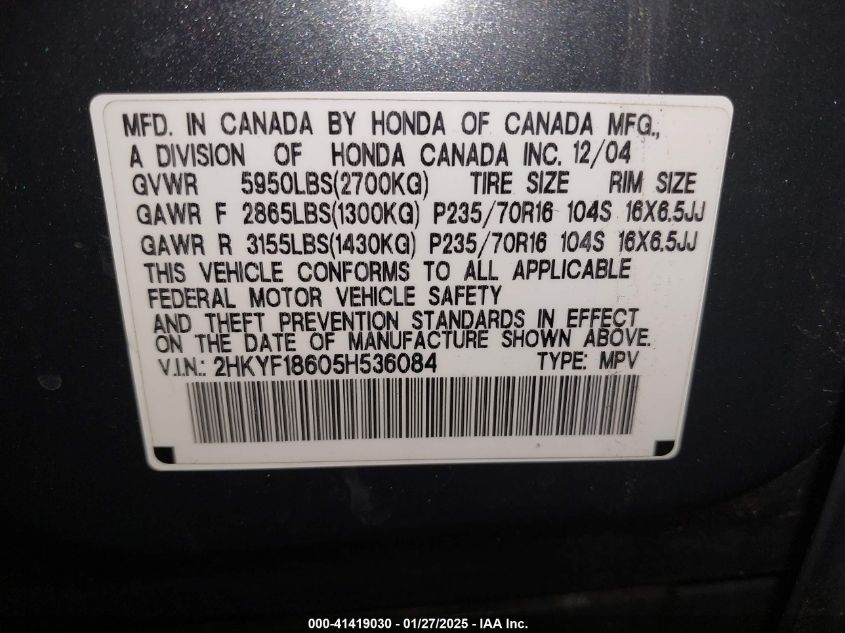 MFD. IN CANADA BY HONDA OF CANADA MFG.,
A DIVISION OF HONDA CANADA INC. 12/04
GVWR 5950LBS(2700KG) TIRE SIZE RIM SIZE
GAWR F 2865LBS(1300KG) P235/70R16 104S 16X6.5JJ
GAWR R 3155LBS(1430KG) P235/70R16 104S 16X6.5JJ
THIS VEHICLE CONFORMS TO ALL APPLICABLE
FEDERAL MOTOR VEHICLE SAFETY
AND THEFT PREVENTION STANDARDS IN EFFECT
ON THE DATE OF MANUFACTURE SHOWN ABOVE.
V.I.N.: 2HKYF18605H536084 TYPE: MPV
000-41419030 - 01/27/2025 - IAA Inc.